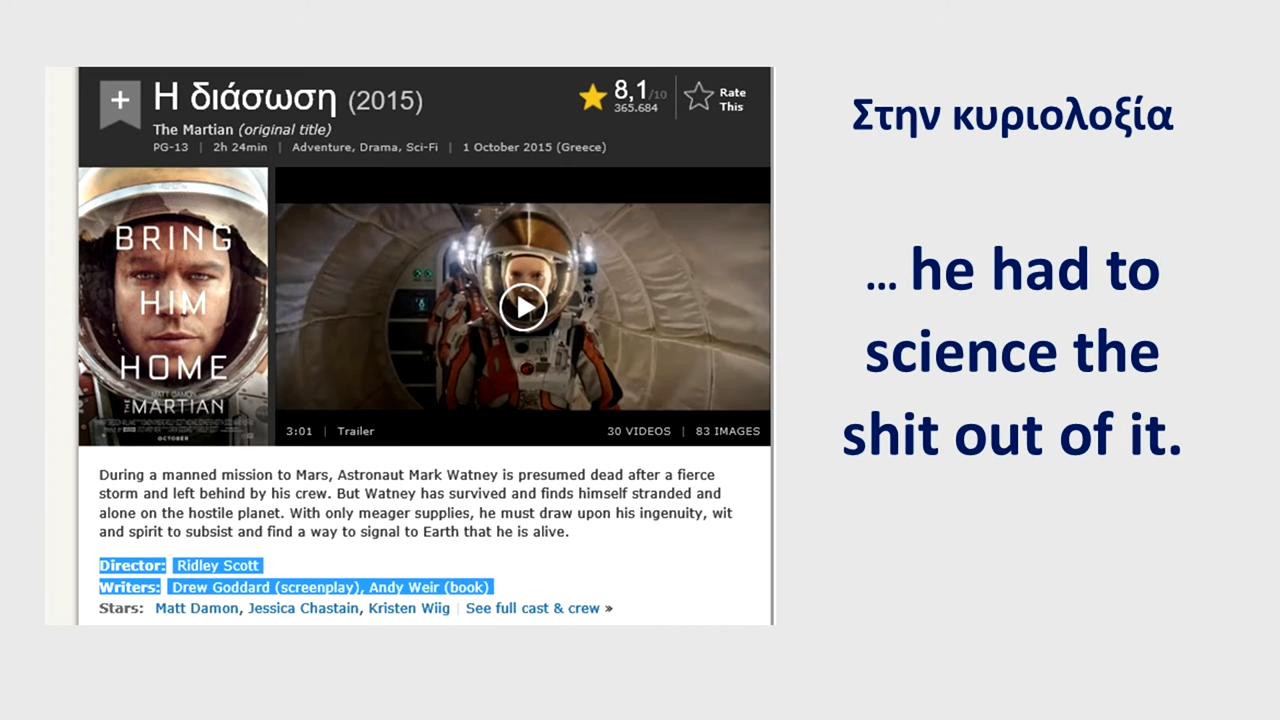 Η διάσωση (2015)
8,1/10
365.684
Rate
This
The Martian (original title)
PG-13 | 2h 24min | Adventure, Drama, Sci-Fi | 1 October 2015 (Greece)
BRING
HIM
HOME
MATT DAMON
THE MARTIAN
OCTOBER
3:01 | Trailer
30 VIDEOS | 83 IMAGES
During a manned mission to Mars, Astronaut Mark Watney is presumed dead after a fierce
storm and left behind by his crew. But Watney has survived and finds himself stranded and
alone on the hostile planet. With only meager supplies, he must draw upon his ingenuity, wit
and spirit to subsist and find a way to signal to Earth that he is alive.
Director: Ridley Scott
Writers: Drew Goddard (screenplay), Andy Weir (book)
Stars: Matt Damon, Jessica Chastain, Kristen Wiig | See full cast & crew »
Στην κυριολοξία
... he had to
science the
shit out of it.